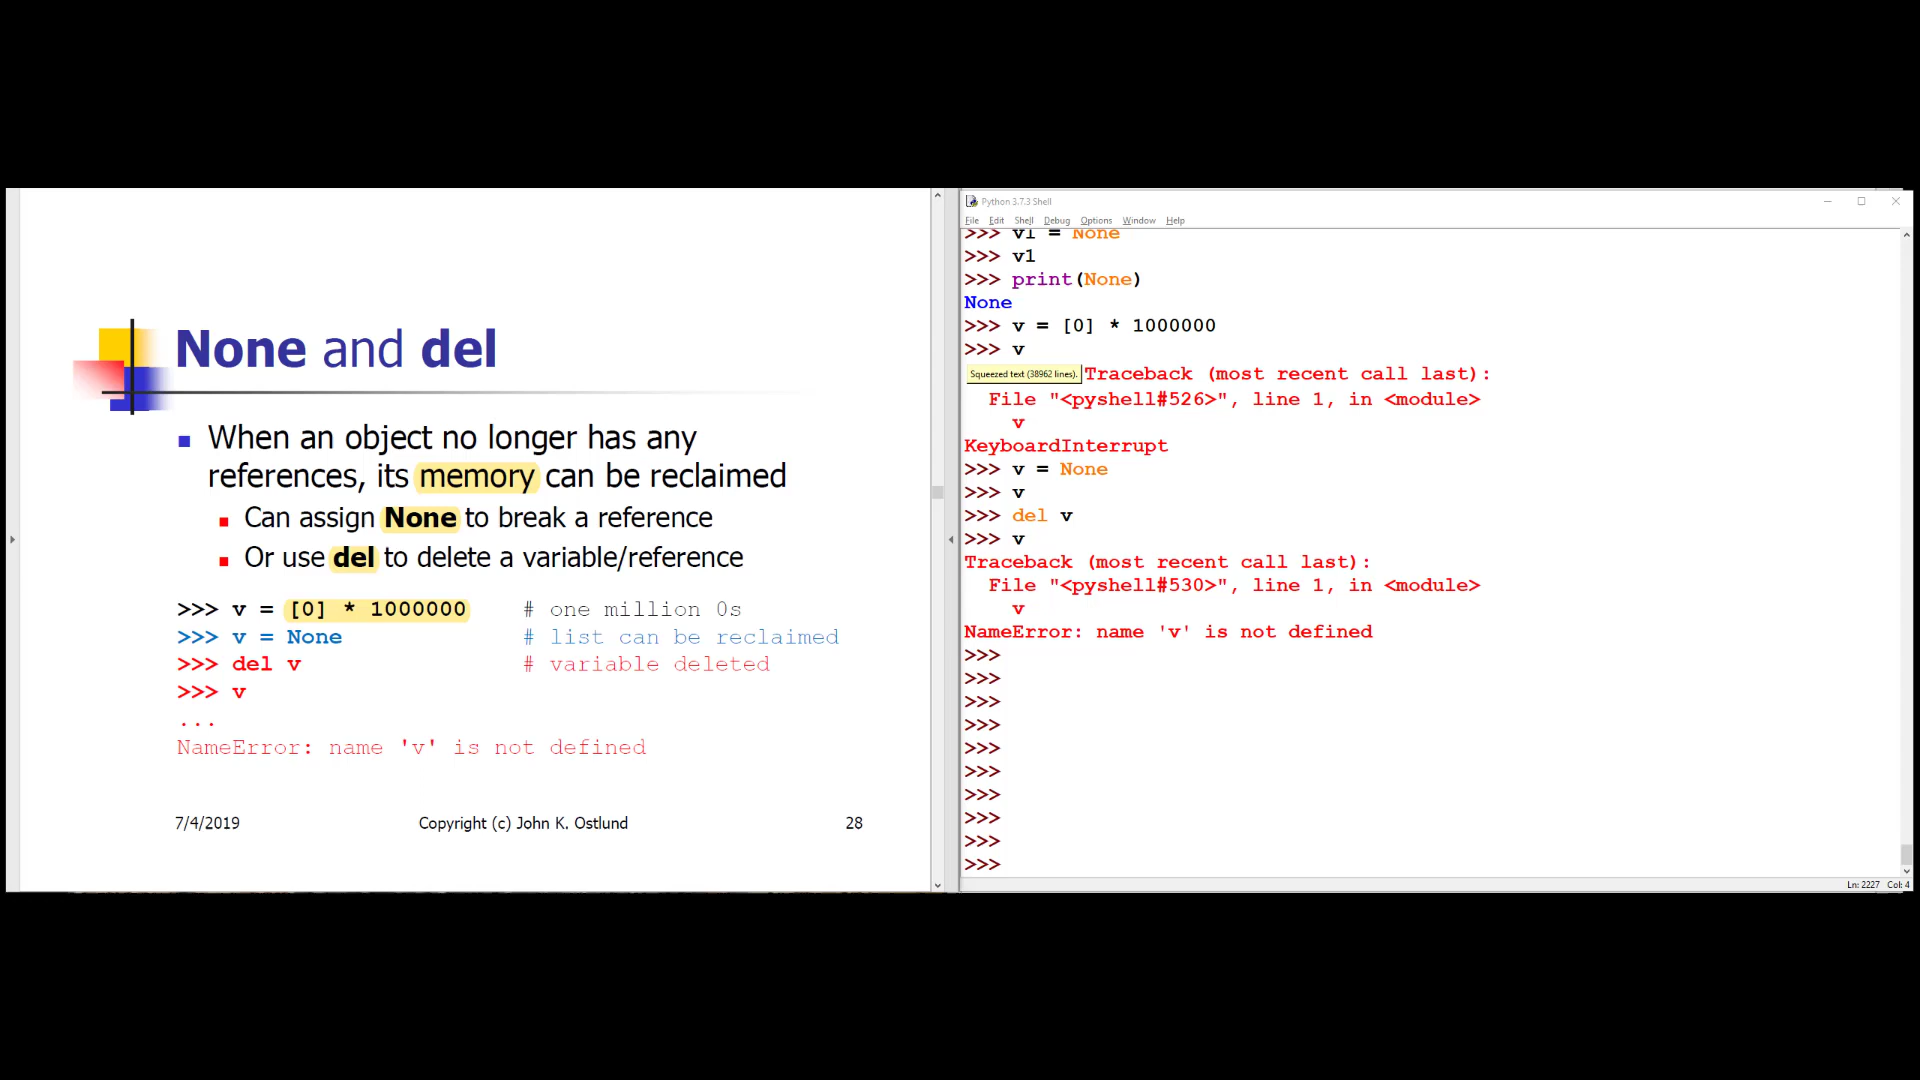 None and del
When an object no longer has any
references, its memory can be reclaimed
Can assign None to break a reference
Or use del to delete a variable/reference
>>> v = [0] * 1000000 # one million 0s
>>> v = None # list can be reclaimed
>>> del v # variable deleted
>>> v
...
NameError: name 'v' is not defined
7/4/2019 Copyright (c) John K. Ostlund 28
Python 3.7.3 Shell
File Edit Shell Debug Options Window Help
>>> v1 = None
>>> v1
>>> print(None)
None
>>> v = [0] * 1000000
>>> v
Squeezed text (38962 lines). Traceback (most recent call last):
File "<pyshell#526>", line 1, in <module>
v
KeyboardInterrupt
>>> v = None
>>> v
>>> del v
>>> v
Traceback (most recent call last):
File "<pyshell#530>", line 1, in <module>
v
NameError: name 'v' is not defined
>>>
>>>
>>>
>>>
>>>
>>>
>>>
>>>
>>>
>>>
Ln: 2227 Col: 4